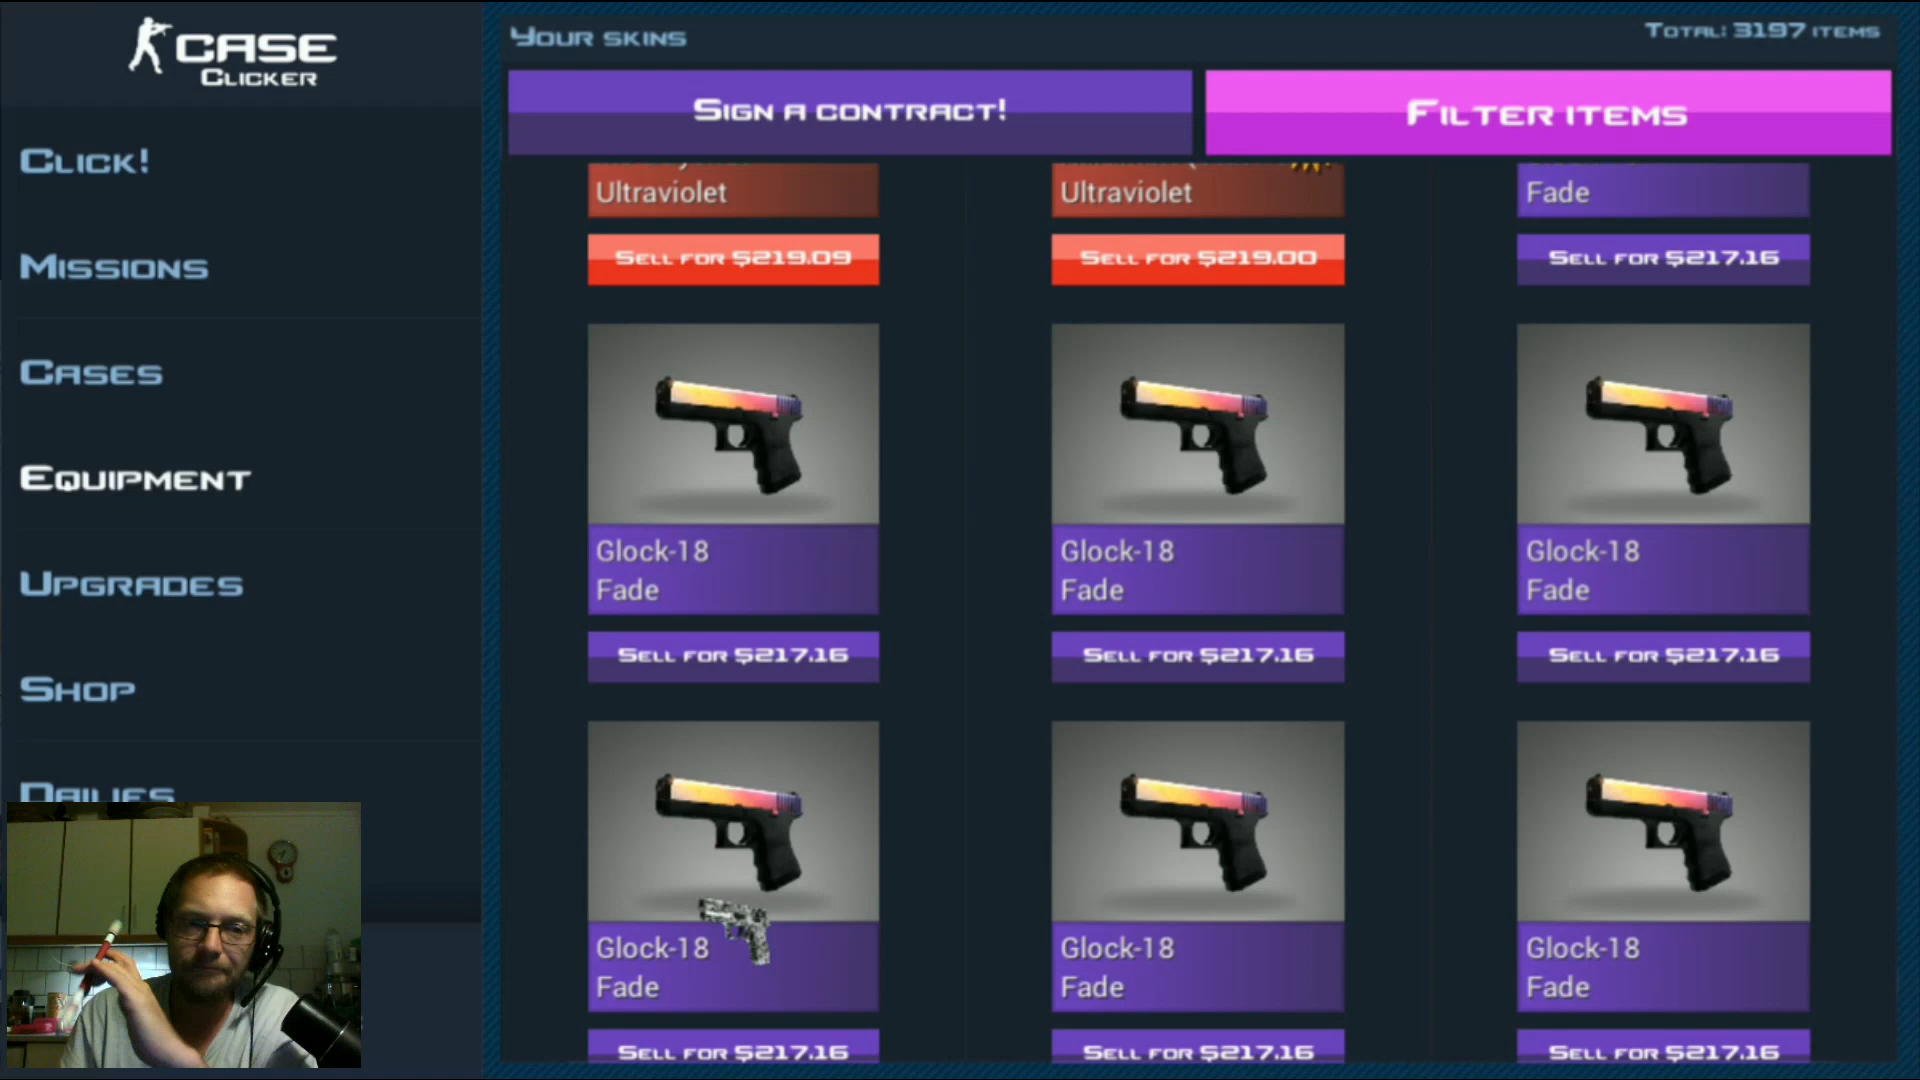 CASE
CLICKER
CLICK!
MISSIONS
CASES
EQUIPMENT
UPGRADES
SHOP
DAILIES
YOUR SKINS
TOTAL: 3197 ITEMS
SIGN A CONTRACT!
FILTER ITEMS
Ultraviolet
Ultraviolet
Fade
SELL FOR $219.09
SELL FOR $219.00
SELL FOR $217.16
Glock-18
Fade
Glock-18
Fade
Glock-18
Fade
SELL FOR $217.16
SELL FOR $217.16
SELL FOR $217.16
Glock-18
Fade
Glock-18
Fade
Glock-18
Fade
SELL FOR $217.16
SELL FOR $217.16
SELL FOR $217.16